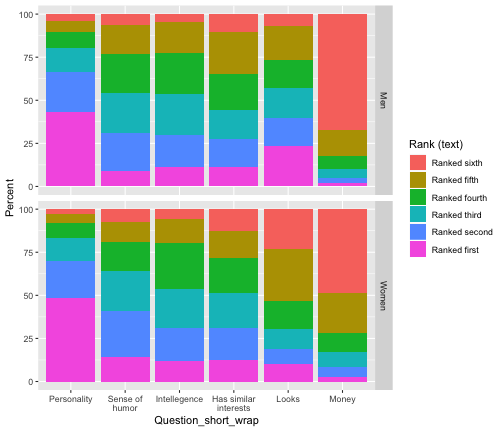 100
75
50
25
0
Men
100
75
50
25
0
Women
Percent
Personality
Sense of
humor
Intellegence
Has similar
interests
Looks
Money
Question_short_wrap
Rank (text)
Ranked sixth
Ranked fifth
Ranked fourth
Ranked third
Ranked second
Ranked first